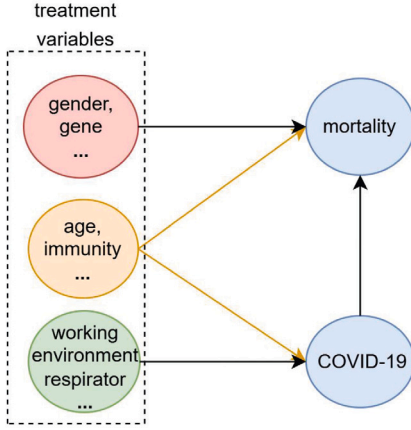 treatment
variables
gender,
gene
...
mortality
age,
immunity
...
working
environment
respirator
...
COVID-19